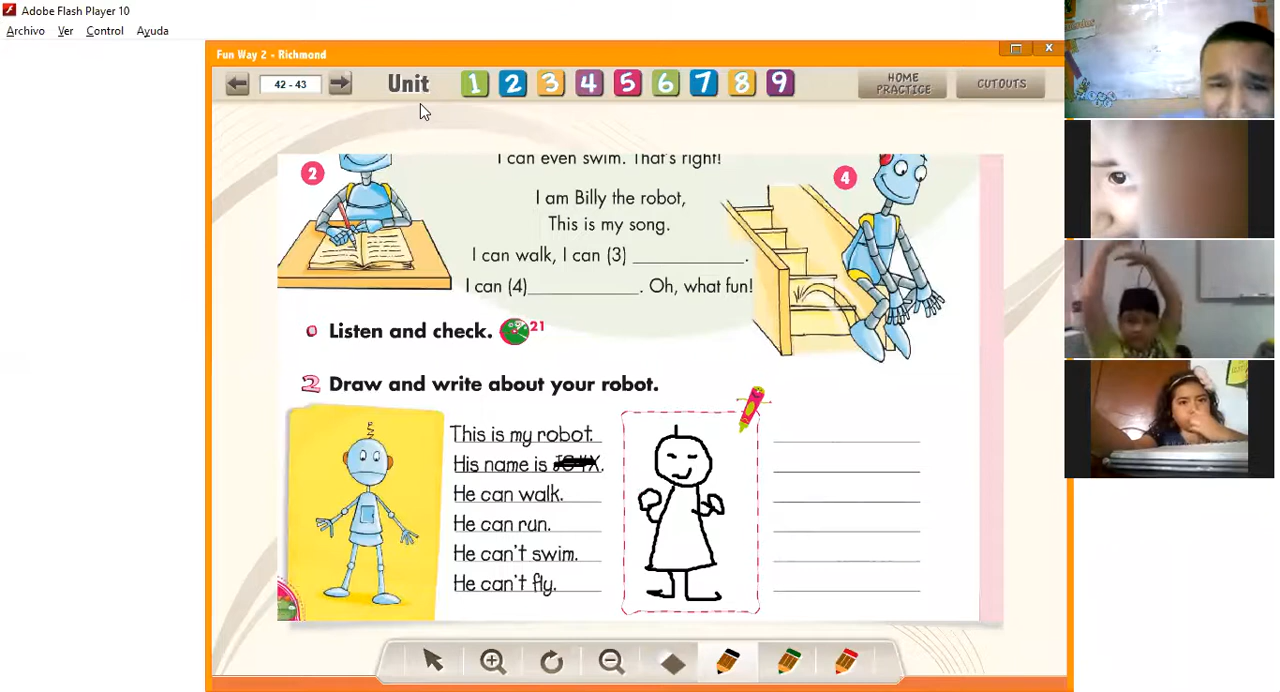 Adobe Flash Player 10
Archivo Ver Control Ayuda
Fun Way 2 - Richmond
42 - 43
Unit
1 2 3 4 5 6 7 8 9
HOME PRACTICE
CUTOUTS
2
I can even swim. That's right!
4
I am Billy the robot,
This is my song.
I can walk, I can (3) ____________.
I can (4)____________. Oh, what fun!
Listen and check. 21
2 Draw and write about your robot.
This is my robot.
His name is
He can walk.
He can run.
He can't swim.
He can't fly.